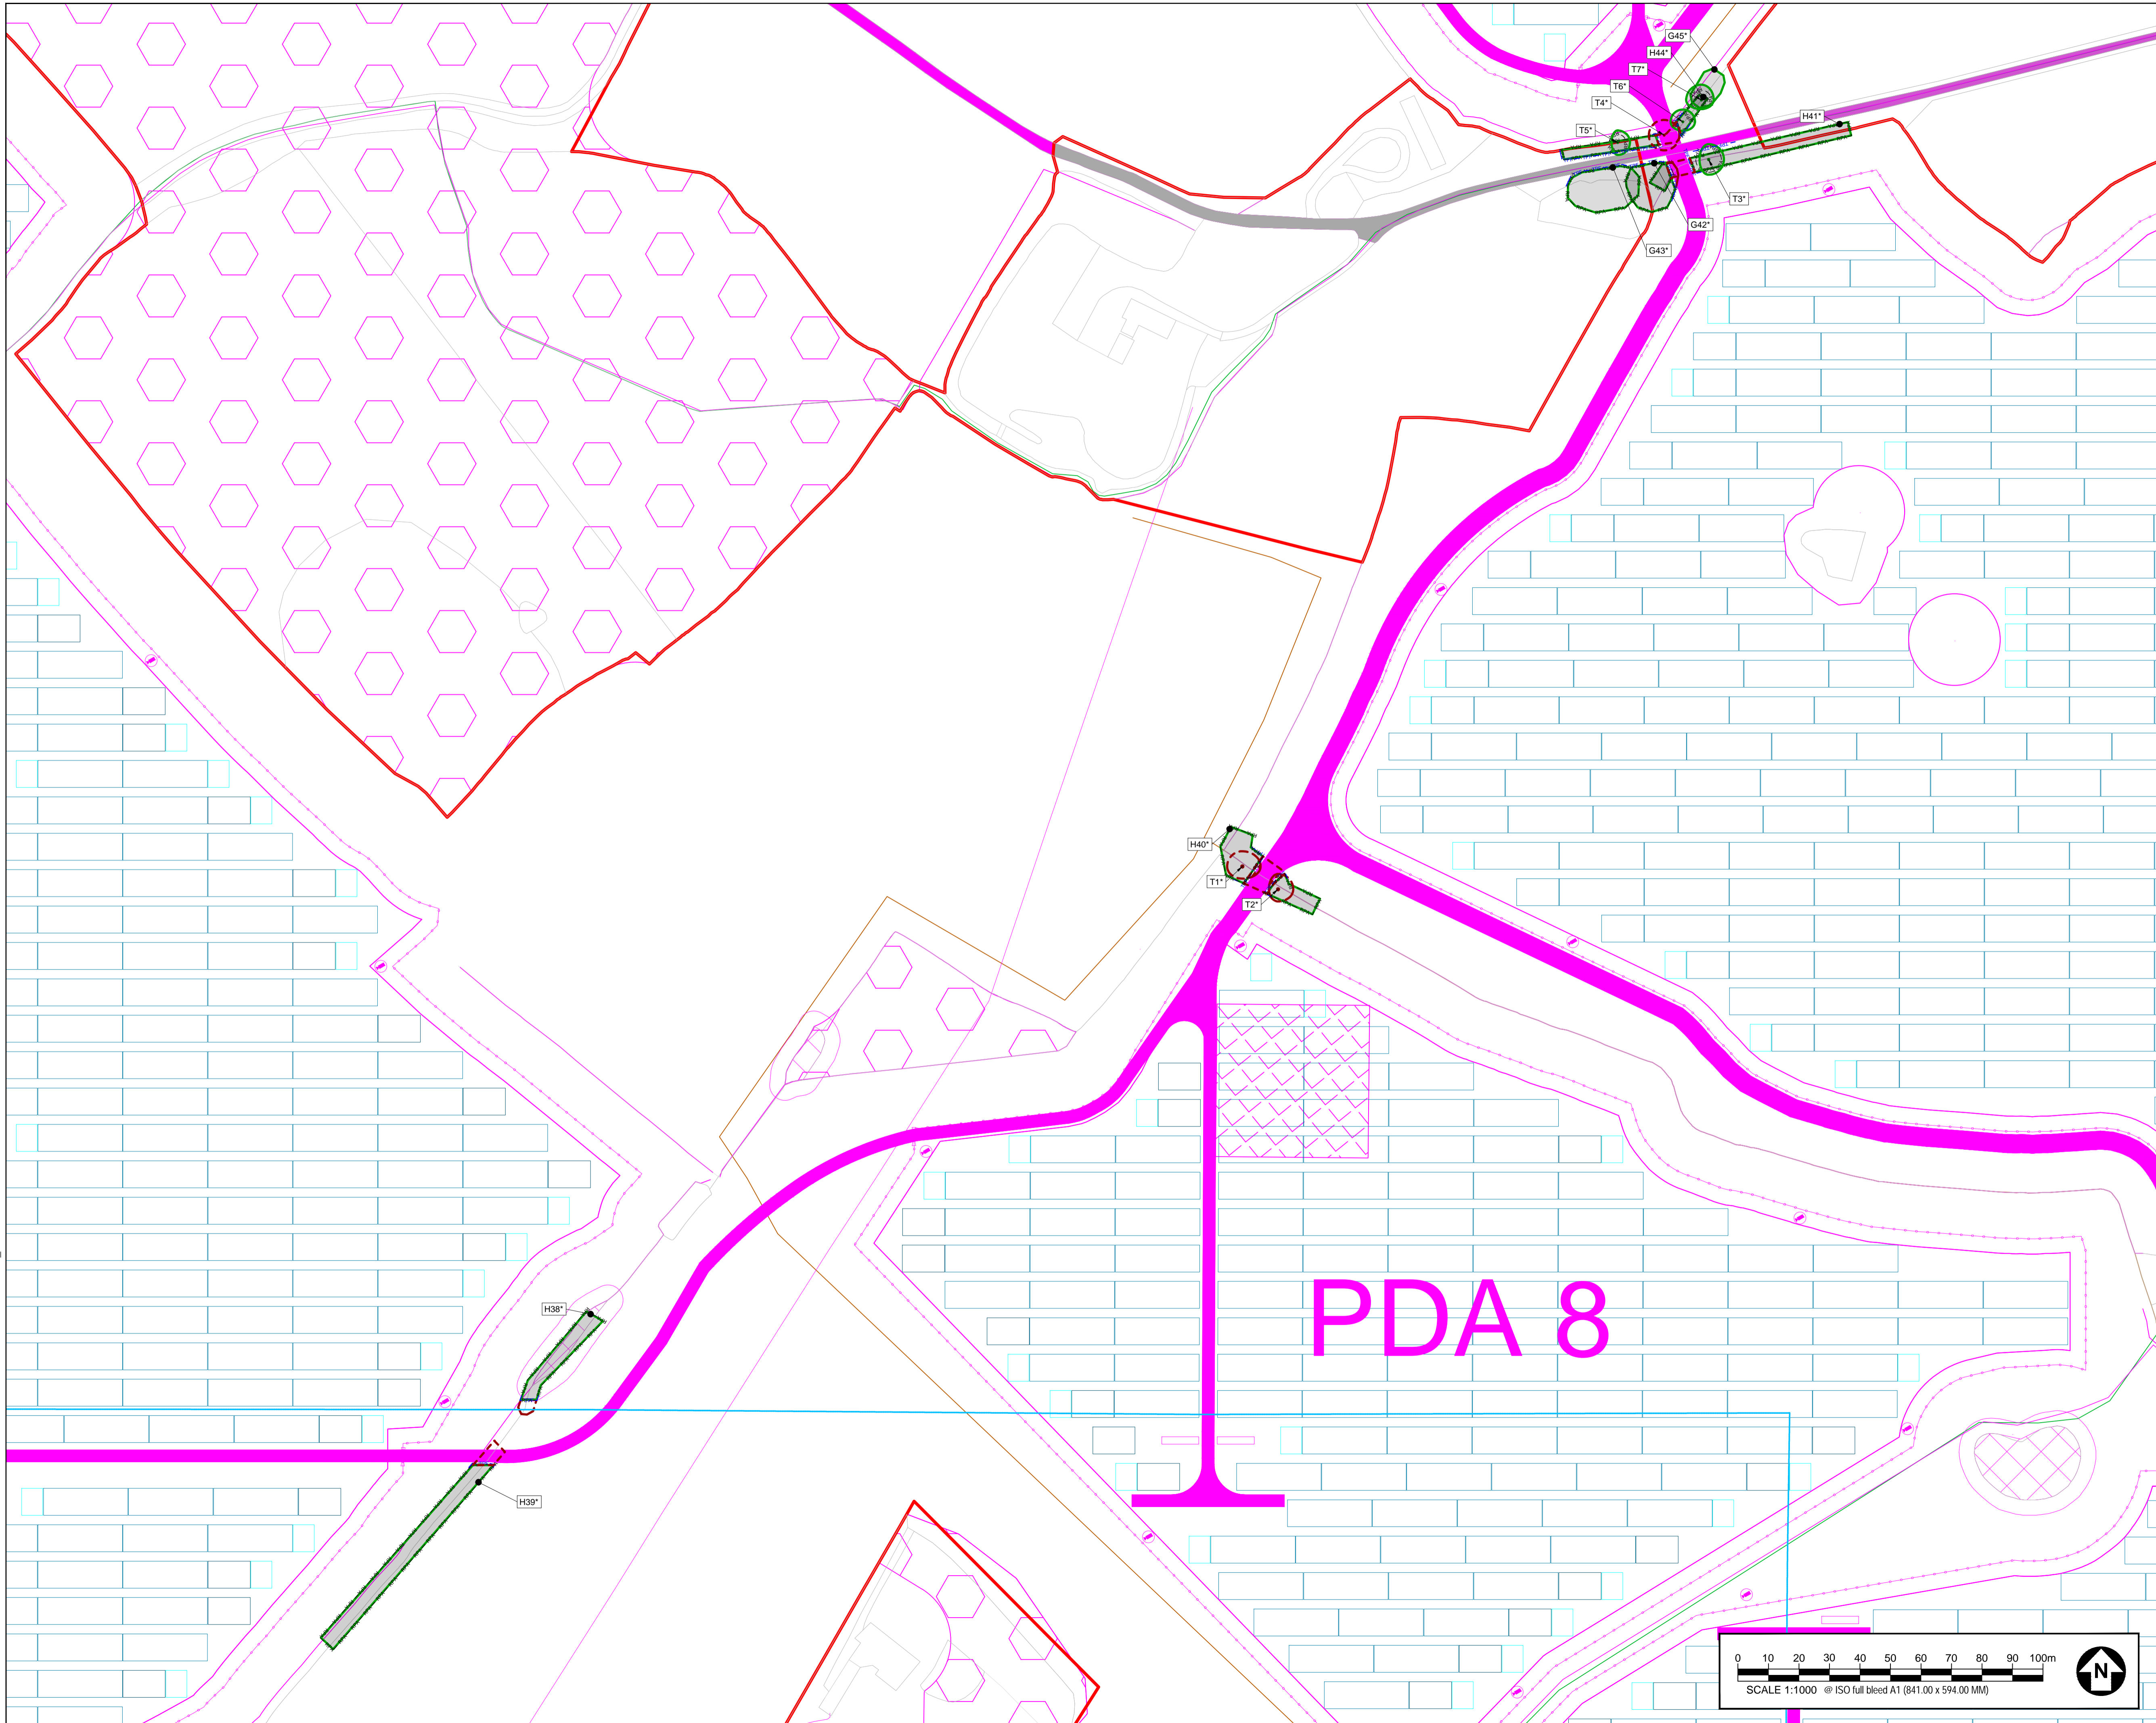 G45*
H44*
T7*
T6*
T4*
H41*
T5*
T3*
G42*
G43*
H40*
T1*
T2*
PDA 8
H38*
H39*
0 10 20 30 40 50 60 70 80 90 100m
SCALE 1:1000 @ ISO full bleed A1 (841.00 x 594.00 MM)
N